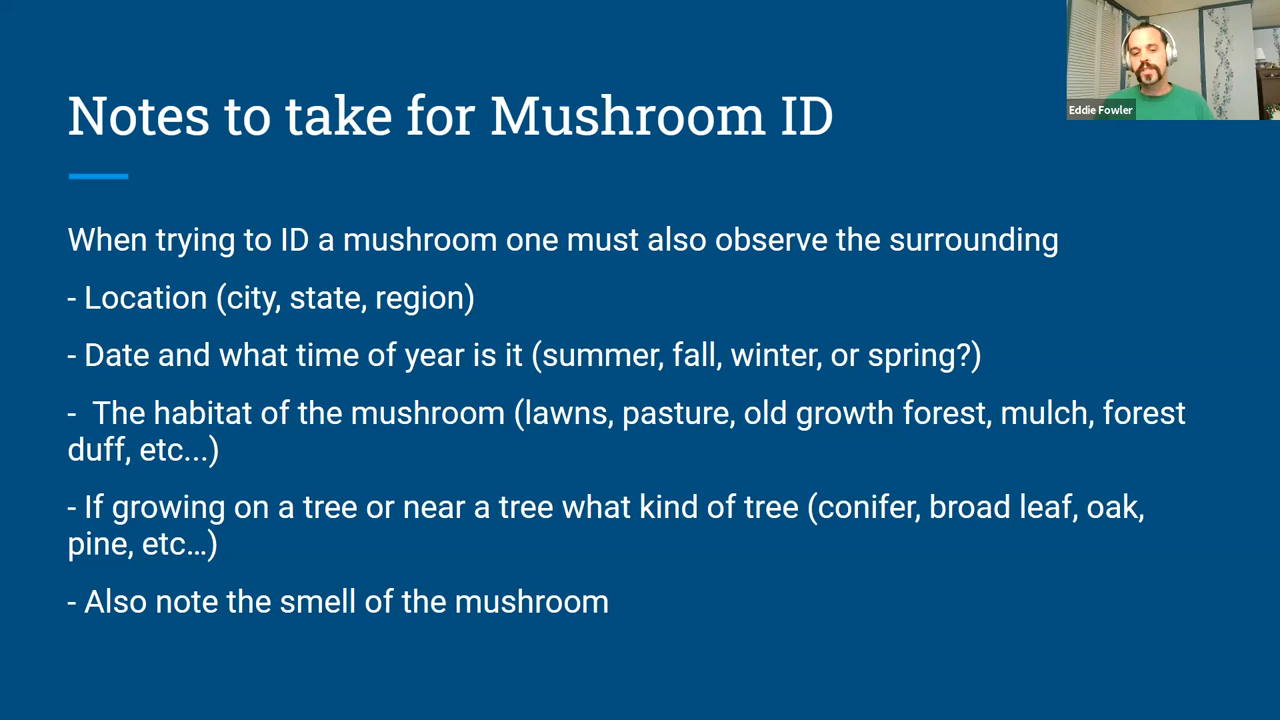 Eddie Fowler
Notes to take for Mushroom ID
When trying to ID a mushroom one must also observe the surrounding
- Location (city, state, region)
- Date and what time of year is it (summer, fall, winter, or spring?)
-  The habitat of the mushroom (lawns, pasture, old growth forest, mulch, forest
duff, etc...)
- If growing on a tree or near a tree what kind of tree (conifer, broad leaf, oak,
pine, etc…)
- Also note the smell of the mushroom